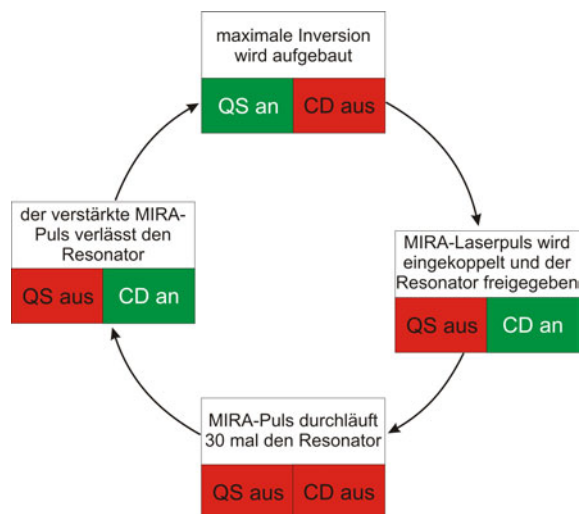 maximale Inversion
wird aufgebaut
QS an CD aus
MIRA-Laserpuls wird
eingekoppelt und der
Resonator freigegeben
QS aus CD an
MIRA-Puls durchläuft
30 mal den Resonator
QS aus CD aus
der verstärkte MIRA-
Puls verlässt den
Resonator
QS aus CD an